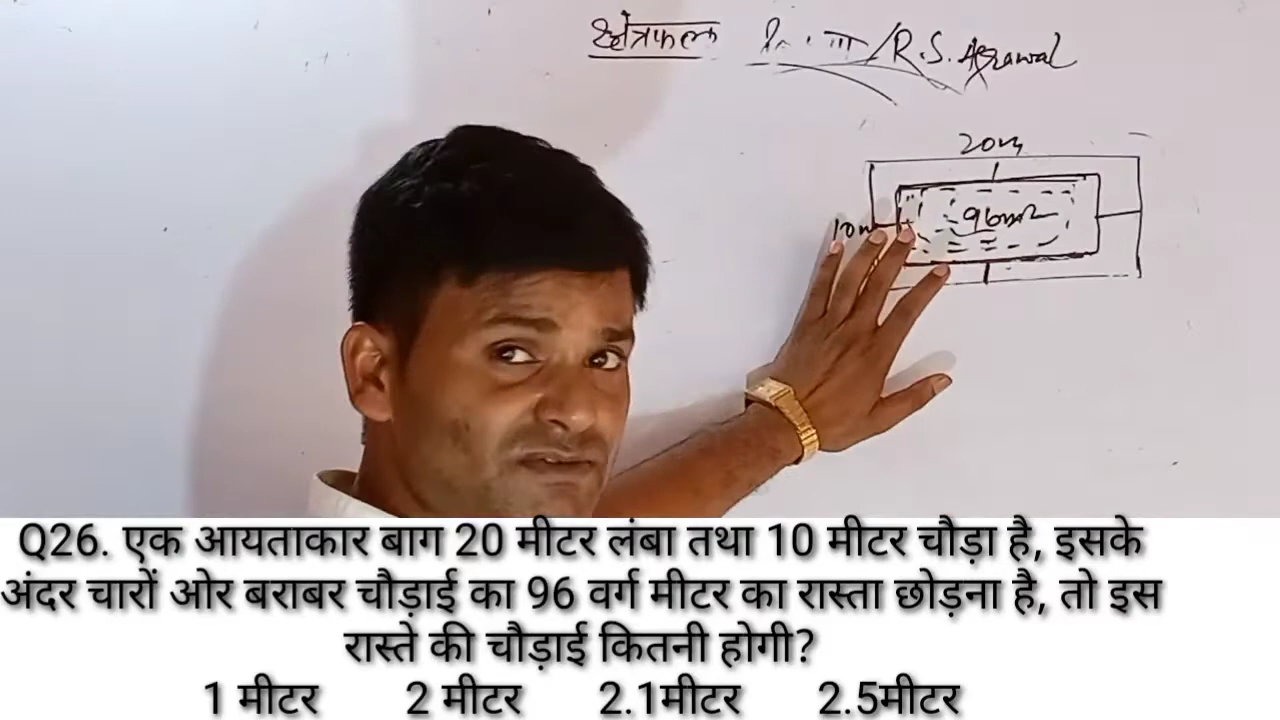 क्षेत्रफल / R.S. Agrawal
20m
96m2
10m
Q26. एक आयताकार बाग 20 मीटर लंबा तथा 10 मीटर चौड़ा है, इसके
अंदर चारों ओर बराबर चौड़ाई का 96 वर्ग मीटर का रास्ता छोड़ना है, तो इस
रास्ते की चौड़ाई कितनी होगी?
1 मीटर 2 मीटर 2.1मीटर 2.5मीटर